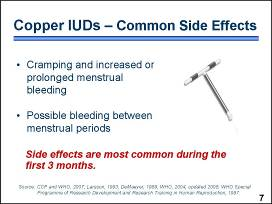 Copper IUDs – Common Side Effects
• Cramping and increased or
prolonged menstrual
bleeding
• Possible bleeding between
menstrual periods
Side effects are most common during the
first 3 months.
Source: CCP and WHO, 2007; Larsson, 1993; DeMaeyer, 1989; WHO, 2004, updated 2008; WHO Special
Programme of Research Development and Research Training in Human Reproduction, 1997.
7